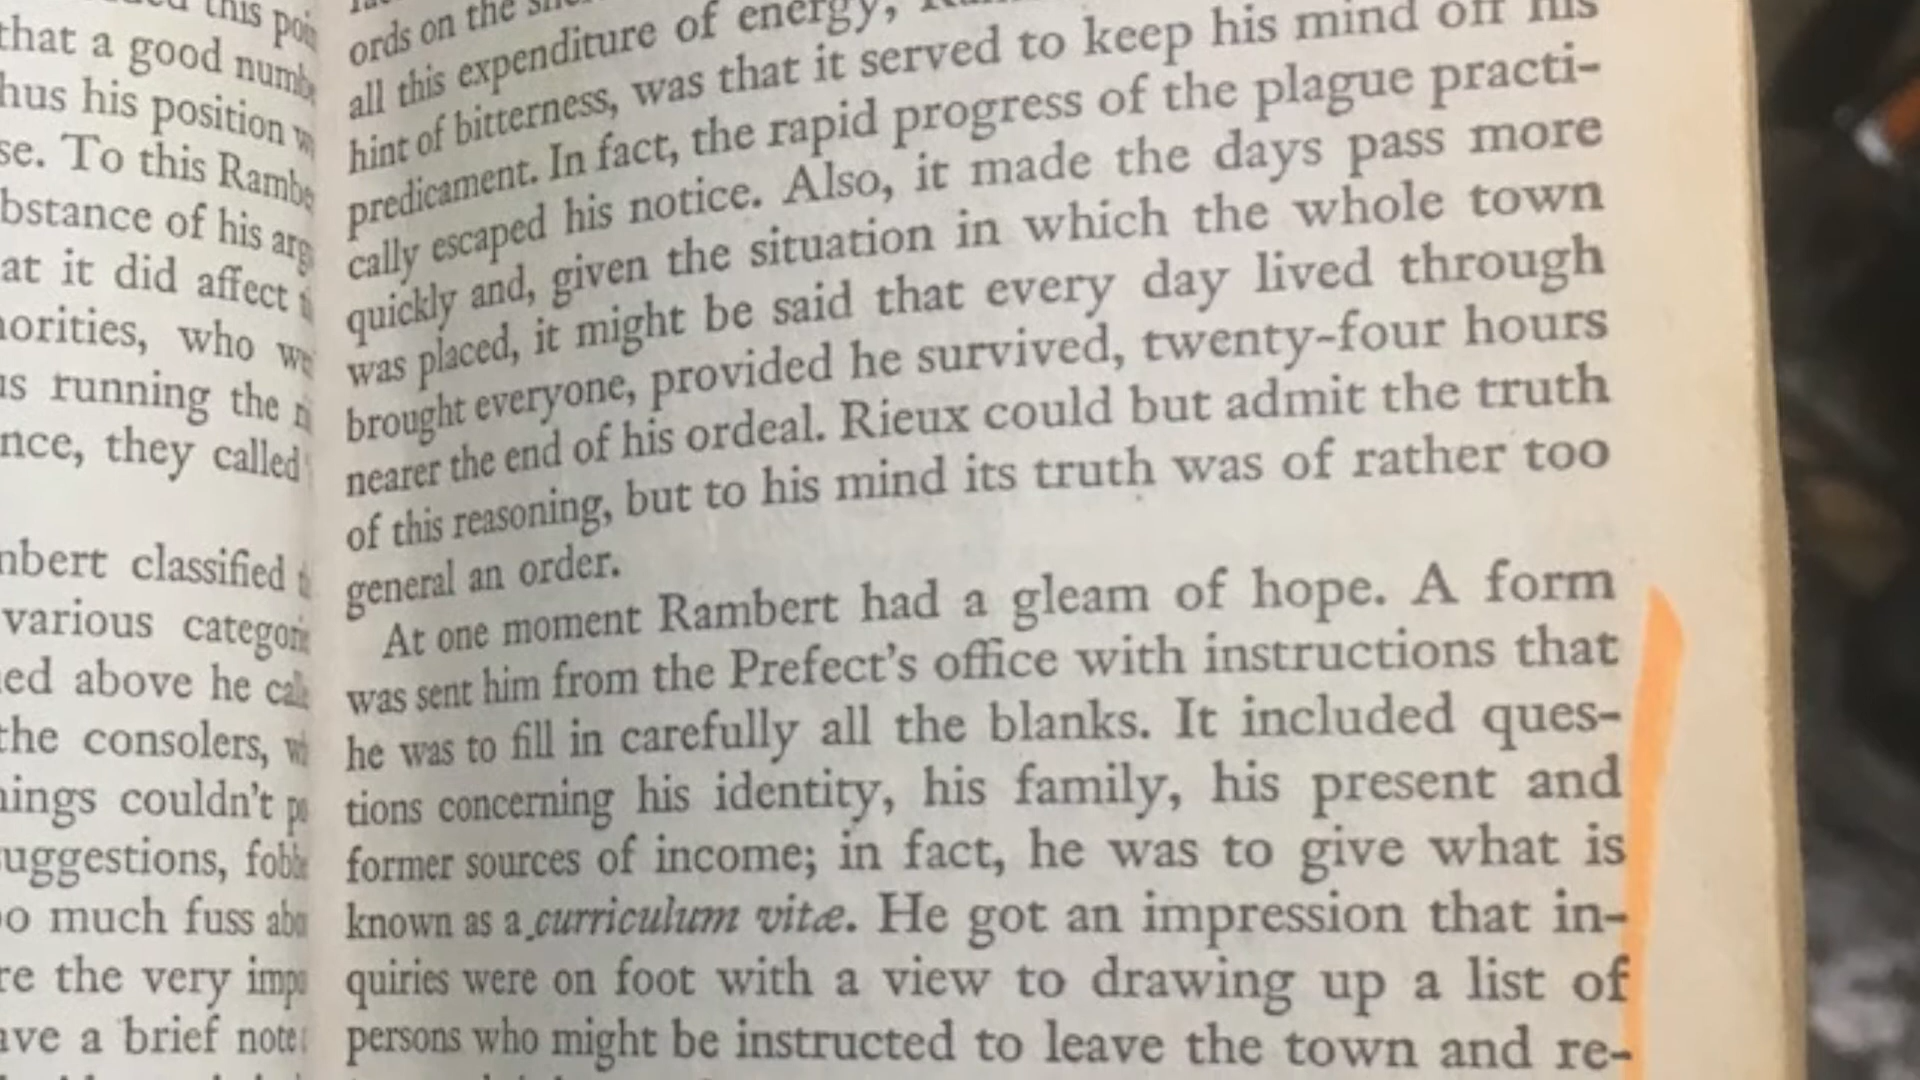 this
that a good
thus his position
se. To this
bstance of his
at it did affect
orities, who
us running the
nce, they called
mbert classified
various
ed above he
the consolers,
ings couldn't
uggestions,
oo much fuss
re the very
ave a brief note
ords on the
all this expenditure of energy,
hint of bitterness, was that it served to keep his mind off his
predicament. In fact, the rapid progress of the plague practi-
cally escaped his notice. Also, it made the days pass more
quickly and, given the situation in which the whole town
was placed, it might be said that every day lived through
brought everyone, provided he survived, twenty-four hours
nearer the end of his ordeal. Rieux could but admit the truth
of this reasoning, but to his mind its truth was of rather too
general an order.
At one moment Rambert had a gleam of hope. A form
was sent him from the Prefect's office with instructions that
he was to fill in carefully all the blanks. It included ques-
tions concerning his identity, his family, his present and
former sources of income; in fact, he was to give what is
known as a curriculum vitæ. He got an impression that in-
quiries were on foot with a view to drawing up a list of
persons who might be instructed to leave the town and re-